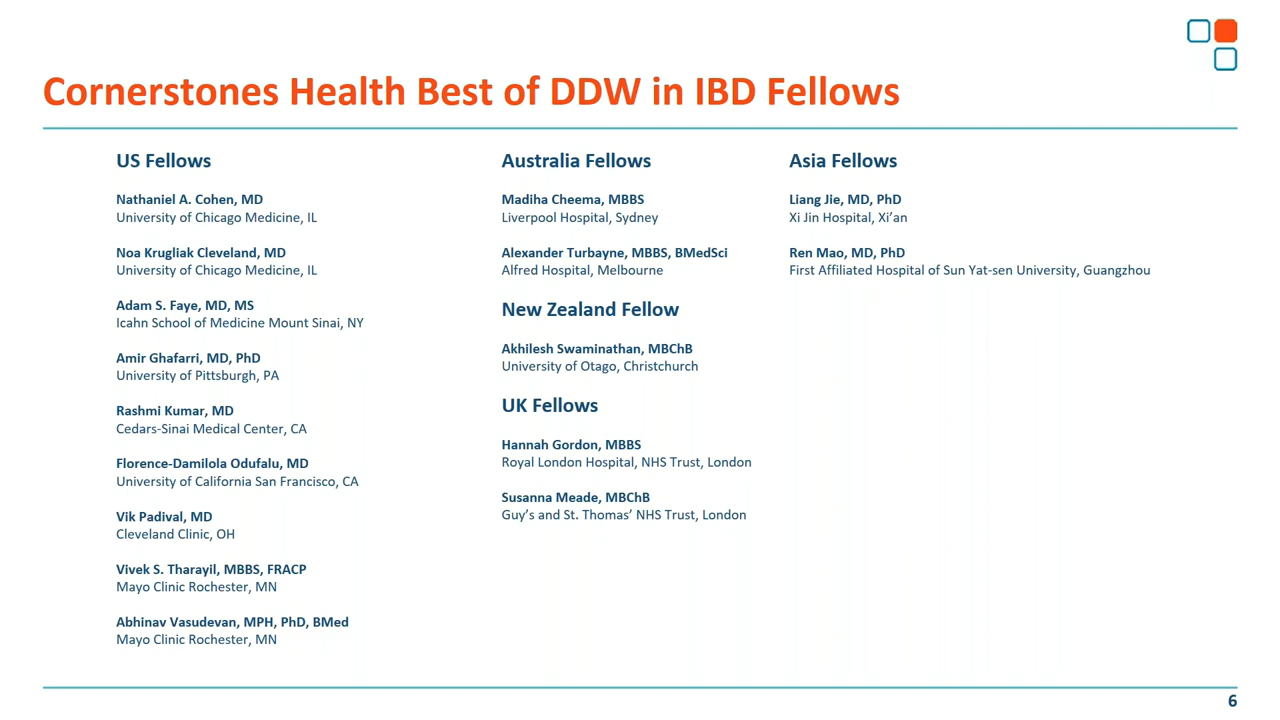 Cornerstones Health Best of DDW in IBD Fellows
US Fellows
Nathaniel A. Cohen, MD
University of Chicago Medicine, IL
Noa Krugliak Cleveland, MD
University of Chicago Medicine, IL
Adam S. Faye, MD, MS
Icahn School of Medicine Mount Sinai, NY
Amir Ghafarri, MD, PhD
University of Pittsburgh, PA
Rashmi Kumar, MD
Cedars-Sinai Medical Center, CA
Florence-Damilola Odufalu, MD
University of California San Francisco, CA
Vik Padival, MD
Cleveland Clinic, OH
Vivek S. Tharayil, MBBS, FRACP
Mayo Clinic Rochester, MN
Abhinav Vasudevan, MPH, PhD, BMed
Mayo Clinic Rochester, MN
Australia Fellows
Madiha Cheema, MBBS
Liverpool Hospital, Sydney
Alexander Turbayne, MBBS, BMedSci
Alfred Hospital, Melbourne
New Zealand Fellow
Akhilesh Swaminathan, MBChB
University of Otago, Christchurch
UK Fellows
Hannah Gordon, MBBS
Royal London Hospital, NHS Trust, London
Susanna Meade, MBChB
Guy’s and St. Thomas’ NHS Trust, London
Asia Fellows
Liang Jie, MD, PhD
Xi Jin Hospital, Xi’an
Ren Mao, MD, PhD
First Affiliated Hospital of Sun Yat-sen University, Guangzhou
6